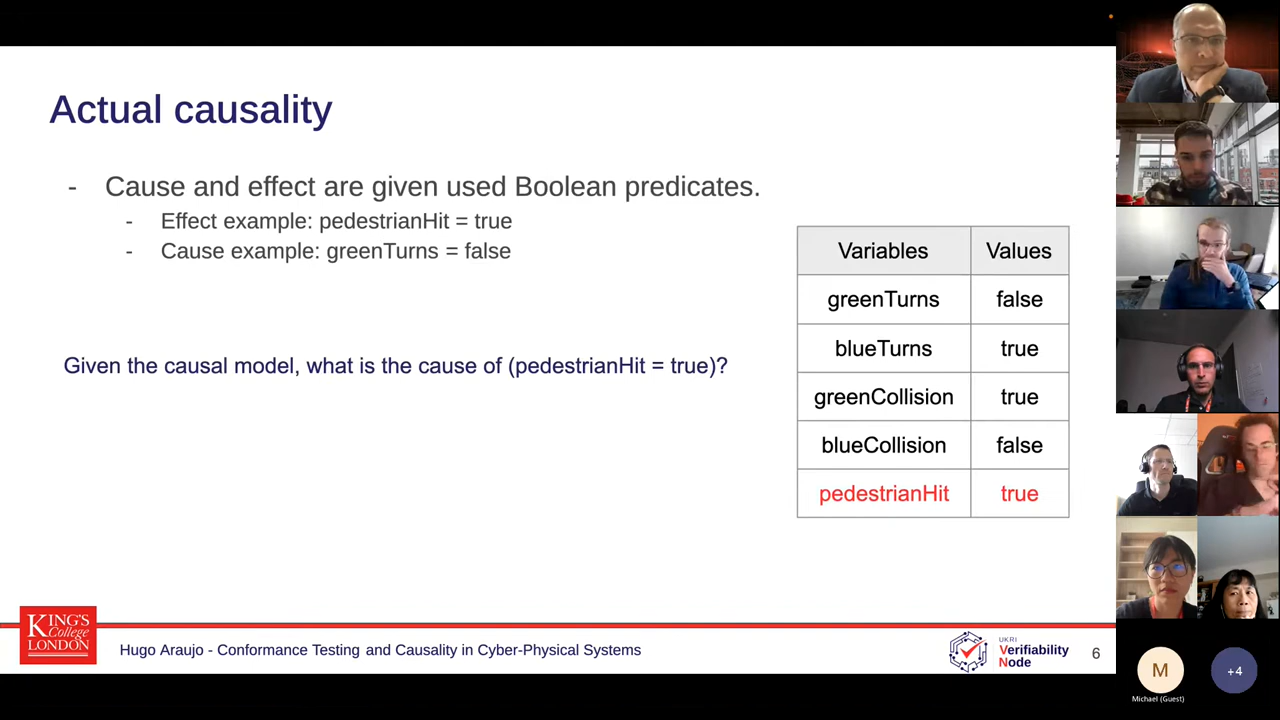 Actual causality
- Cause and effect are given used Boolean predicates.
- Effect example: pedestrianHit = true
- Cause example: greenTurns = false
Given the causal model, what is the cause of (pedestrianHit = true)?
Variables Values
greenTurns false
blueTurns true
greenCollision true
blueCollision false
pedestrianHit true
KING'S
College
LONDON
Hugo Araujo - Conformance Testing and Causality in Cyber-Physical Systems
UKRI
Verifiability
Node
6
M
Michael (Guest)
+4